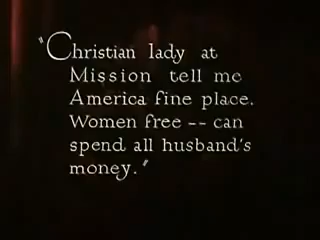 "Christian lady at
Mission tell me
America fine place.
Women free -- can
spend all husband's
money."